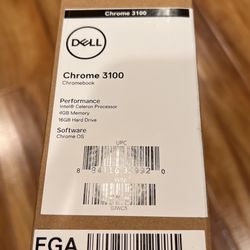 Chrome 3100
DELL
Chrome 3100
Chromebook
Performance
Intel® Celeron Processor
4GB Memory
16GB Hard Drive
Software
Chrome OS
UPC
EGA